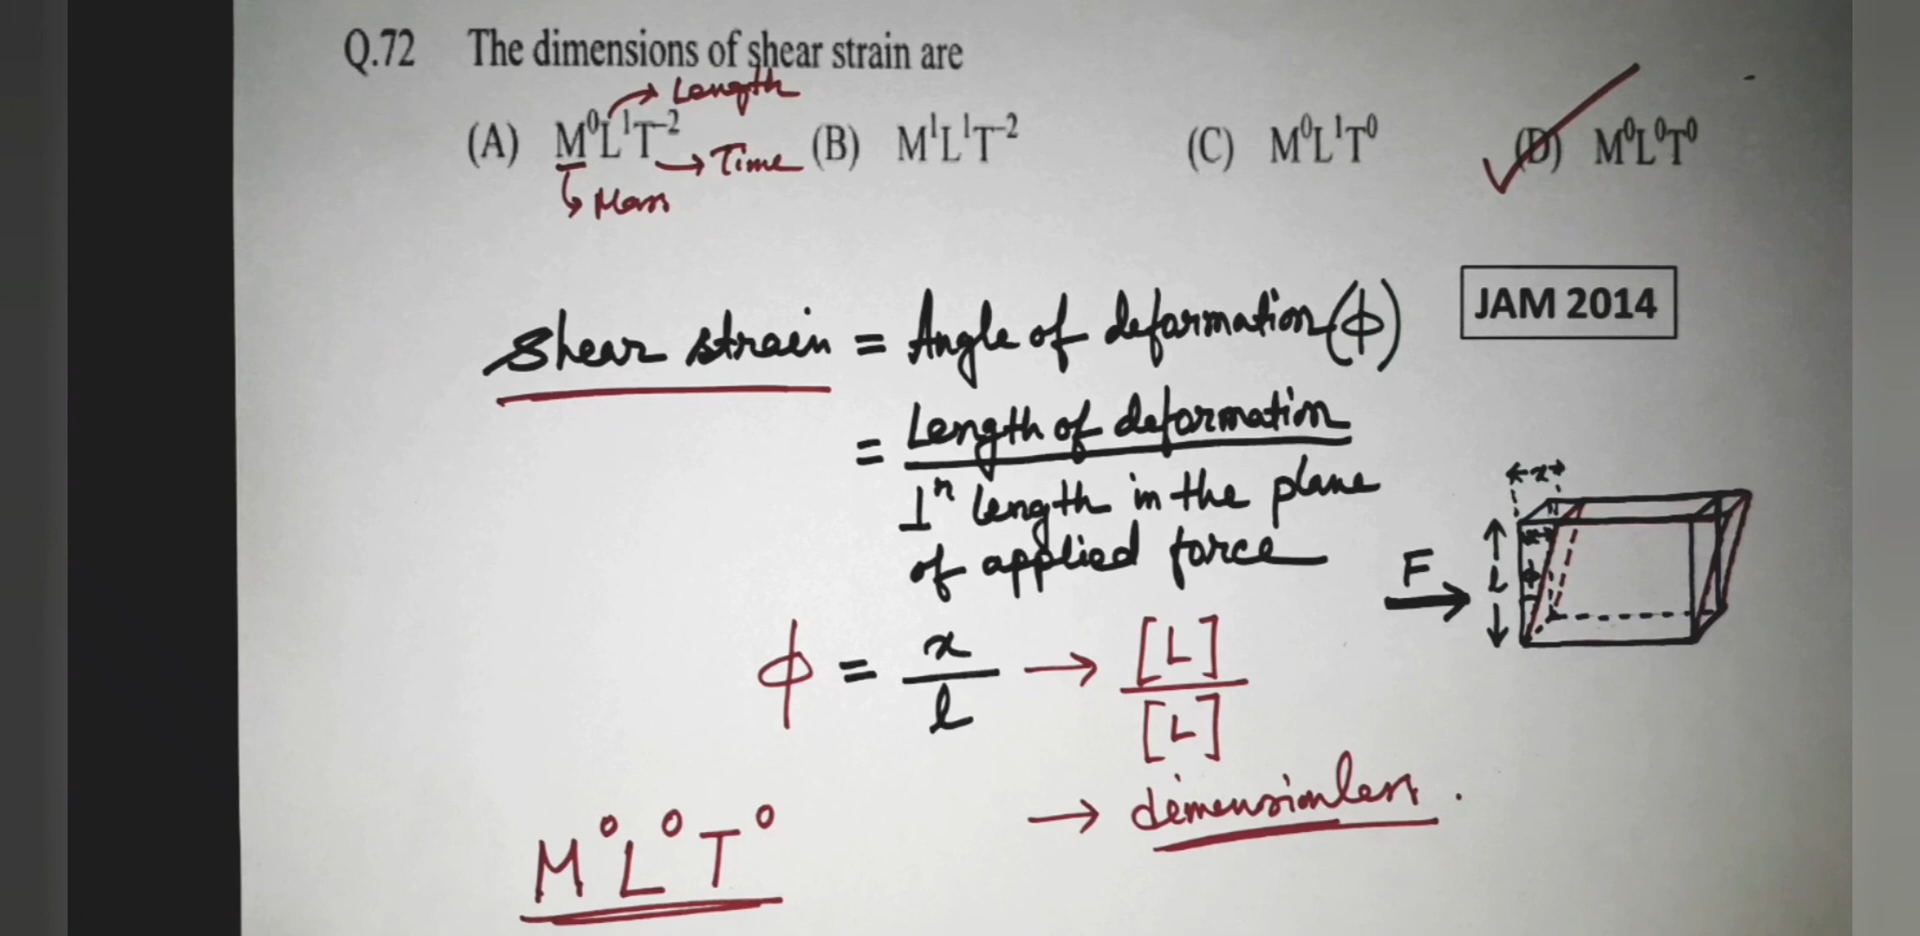 Q.72 The dimensions of shear strain are
→ Length
(A) M⁰L¹T⁻² (B) M¹L¹T⁻² (C) M⁰L¹T⁰ (D) M⁰L⁰T⁰
→ Time
↳ Mass
JAM 2014
Shear strain = Angle of deformation (ϕ)
= Length of deformation
⊥ʳ length in the plane
of applied force
x
x
F → l ϕ
ϕ = x/l → [L]/[L]
→ dimensionless.
M⁰L⁰T⁰